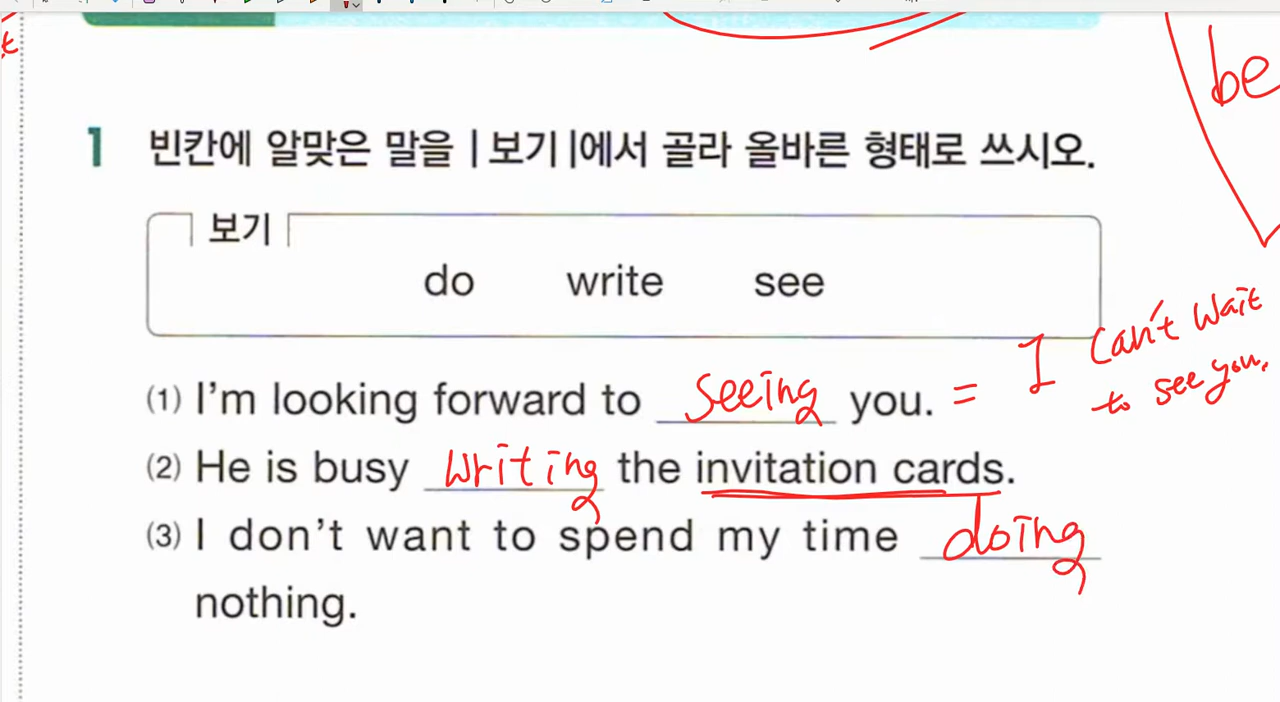 t
be
1 빈칸에 알맞은 말을 |보기|에서 골라 올바른 형태로 쓰시오.
보기
do write see
(1) I'm looking forward to seeing you. = I can't wait
to see you.
(2) He is busy writing the invitation cards.
(3) I don't want to spend my time doing
nothing.